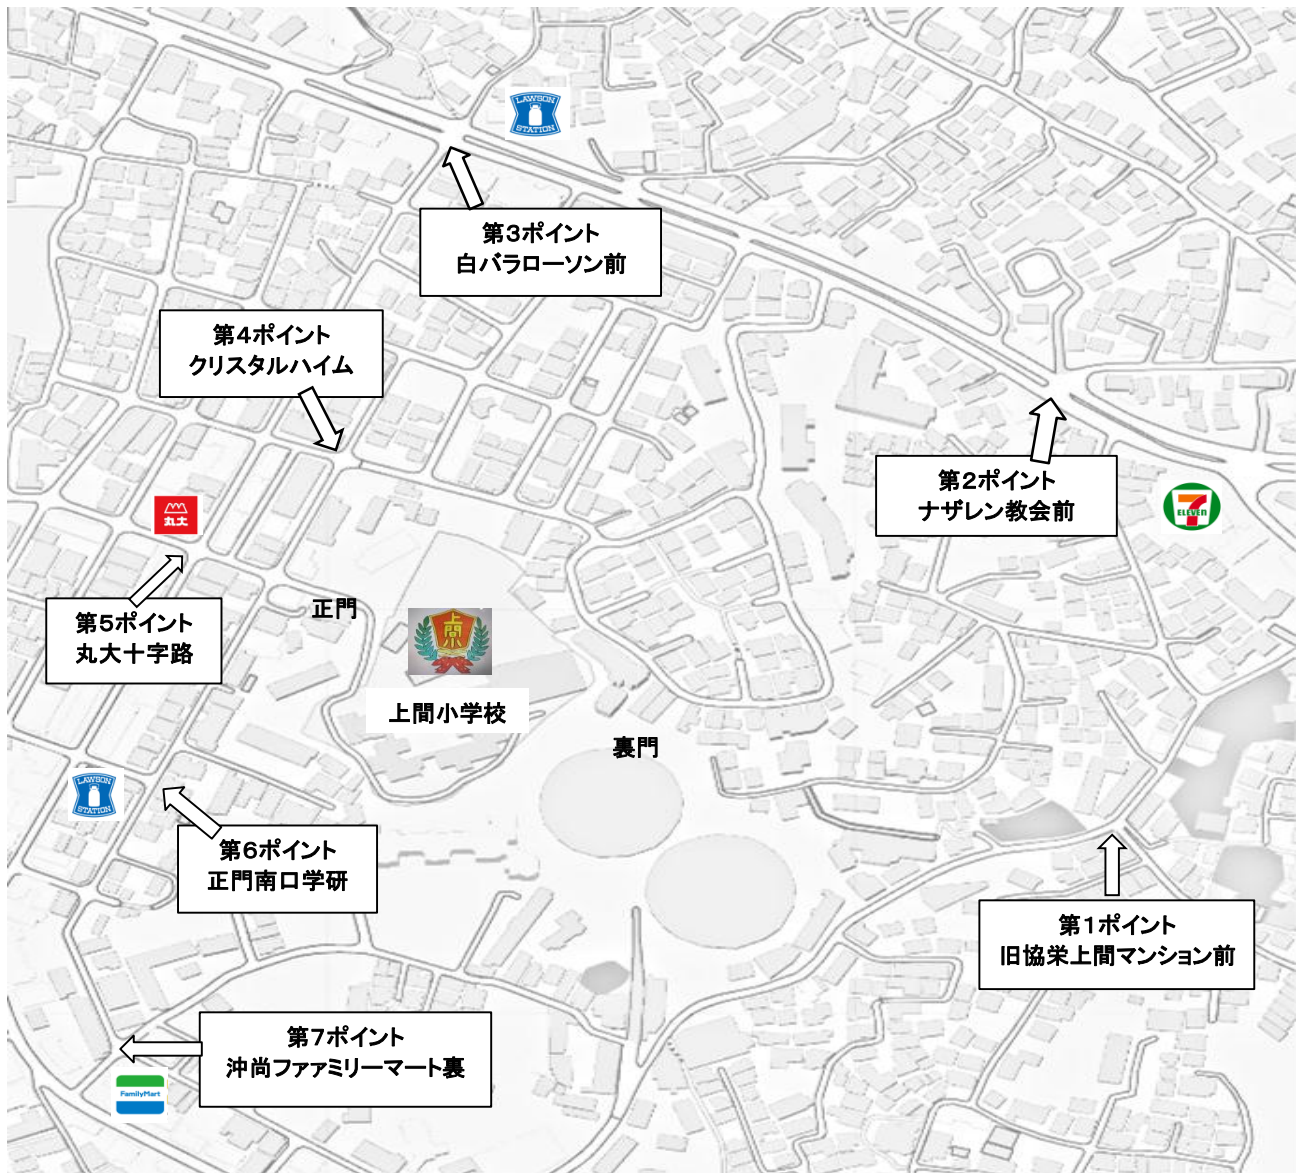 LAWSON
STATION
第3ポイント
白バラローソン前
第4ポイント
クリスタルハイム
第2ポイント
ナザレン教会前
7
ELEVEN
丸大
第5ポイント
丸大十字路
正門
上間小
上間小学校
裏門
LAWSON
STATION
第6ポイント
正門南口学研
第1ポイント
旧協栄上間マンション前
第7ポイント
沖尚ファァミリーマート裏
FamilyMart